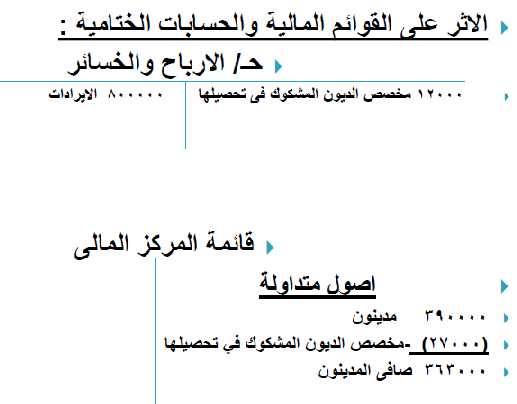 الاثر على القوائم المالية والحسابات الختامية :
حـ/ الارباح والخسائر
١٢٠٠٠ مخصص الديون المشكوك فى تحصيلها ٨٠٠٠٠٠ الايرادات
قائمة المركز المالى
اصول متداولة
٣٩٠٠٠٠ مدينون
(٢٧٠٠٠) -مخصص الديون المشكوك في تحصيلها
٣٦٣٠٠٠ صافى المدينون